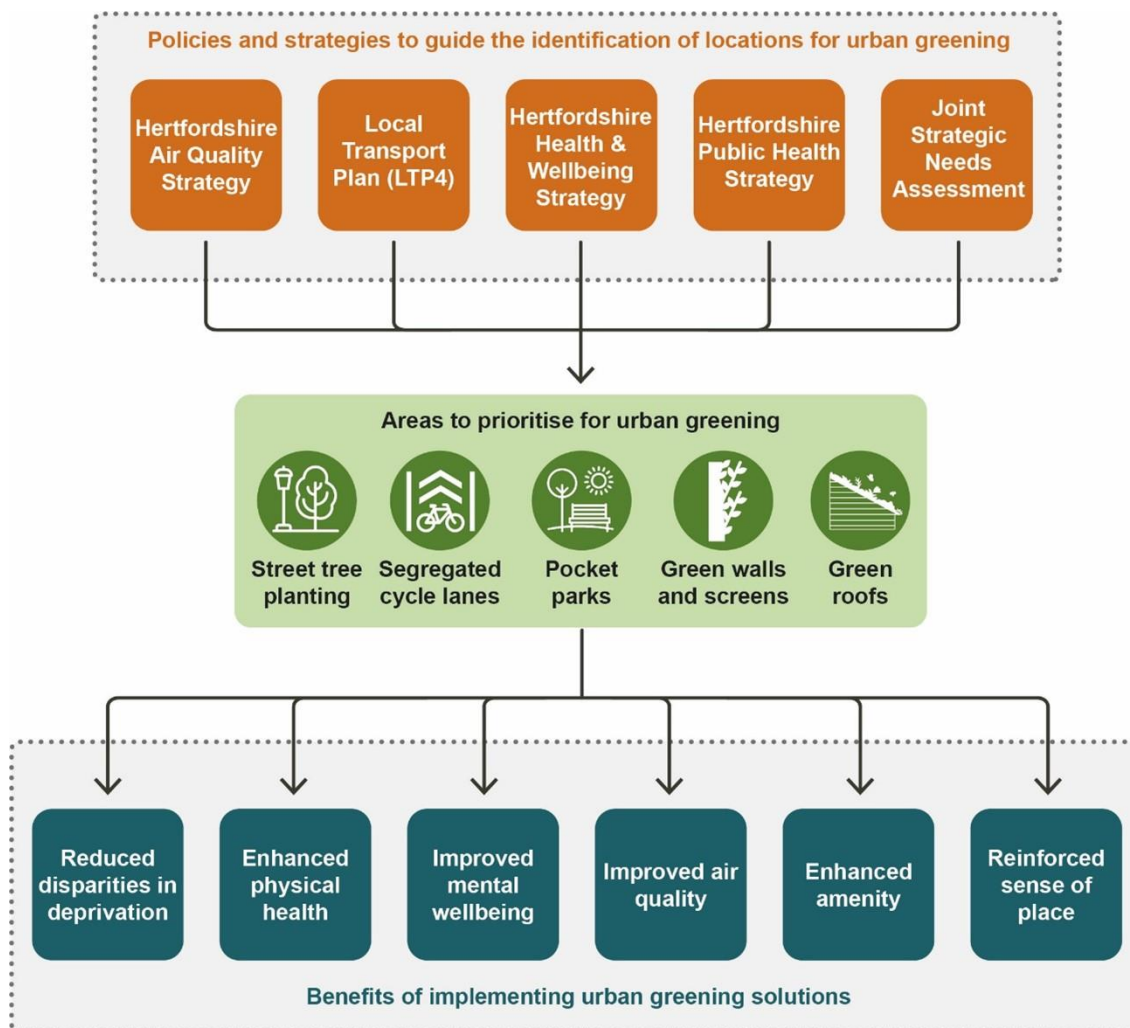 Policies and strategies to guide the identification of locations for urban greening
Hertfordshire
Air Quality
Strategy
Local
Transport
Plan (LTP4)
Hertfordshire
Health &
Wellbeing
Strategy
Hertfordshire
Public Health
Strategy
Joint
Strategic
Needs
Assessment
Areas to prioritise for urban greening
Street tree
planting
Segregated
cycle lanes
Pocket
parks
Green walls
and screens
Green
roofs
Reduced
disparities in
deprivation
Enhanced
physical
health
Improved
mental
wellbeing
Improved air
quality
Enhanced
amenity
Reinforced
sense of
place
Benefits of implementing urban greening solutions